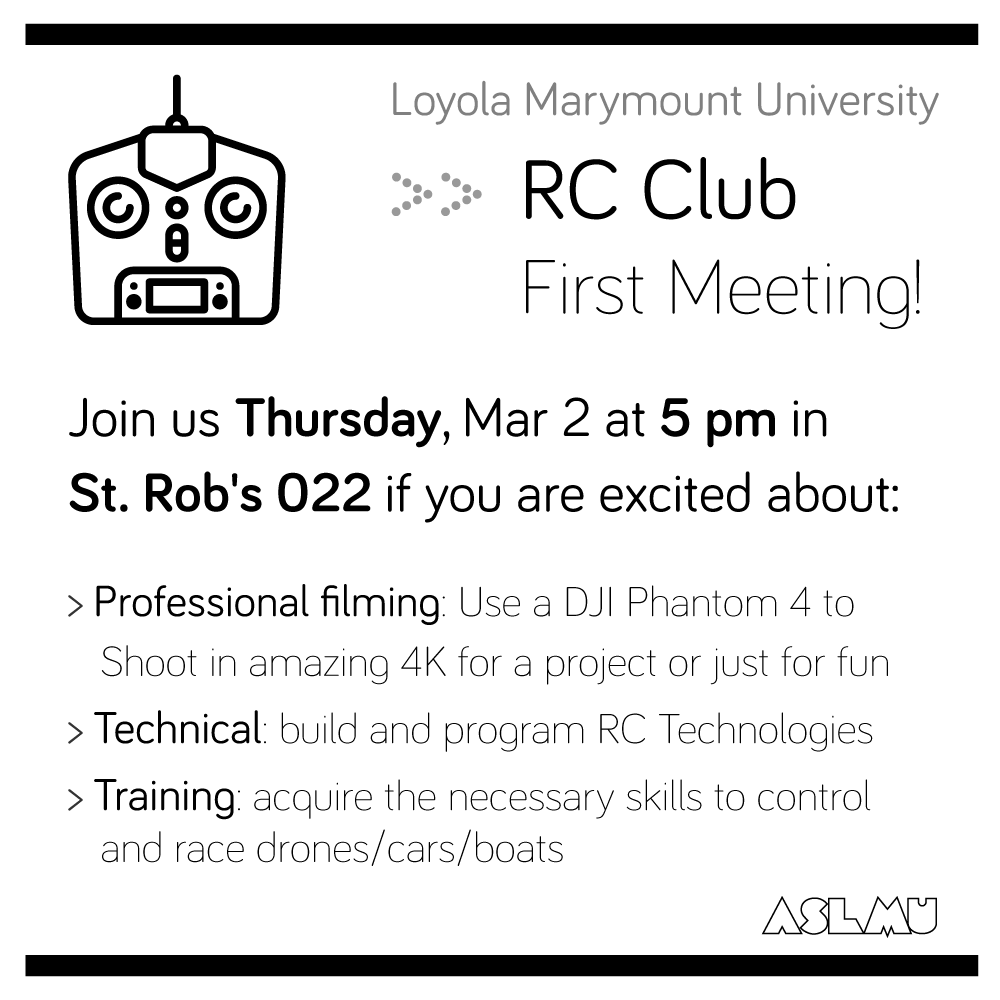 Loyola Marymount University
>> RC Club
First Meeting!
Join us Thursday, Mar 2 at 5 pm in
St. Rob's 022 if you are excited about:
> Professional filming: Use a DJI Phantom 4 to
Shoot in amazing 4K for a project or just for fun
> Technical: build and program RC Technologies
> Training: acquire the necessary skills to control
and race drones/cars/boats
ASLMU